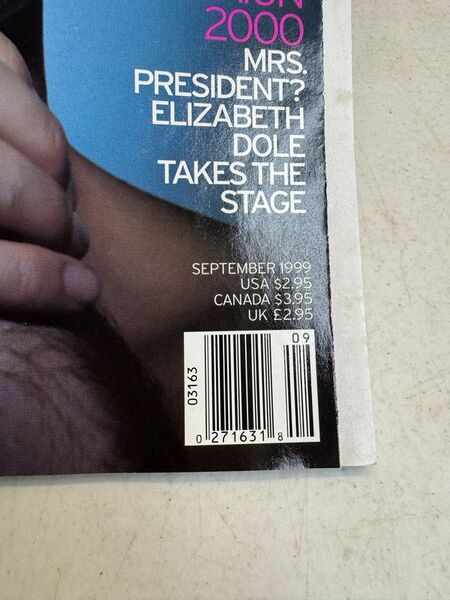 2000
MRS.
PRESIDENT?
ELIZABETH
DOLE
TAKES THE
STAGE
SEPTEMBER 1999
USA $2.95
CANADA $3.95
UK £2.95
09
03163
0 271631 8